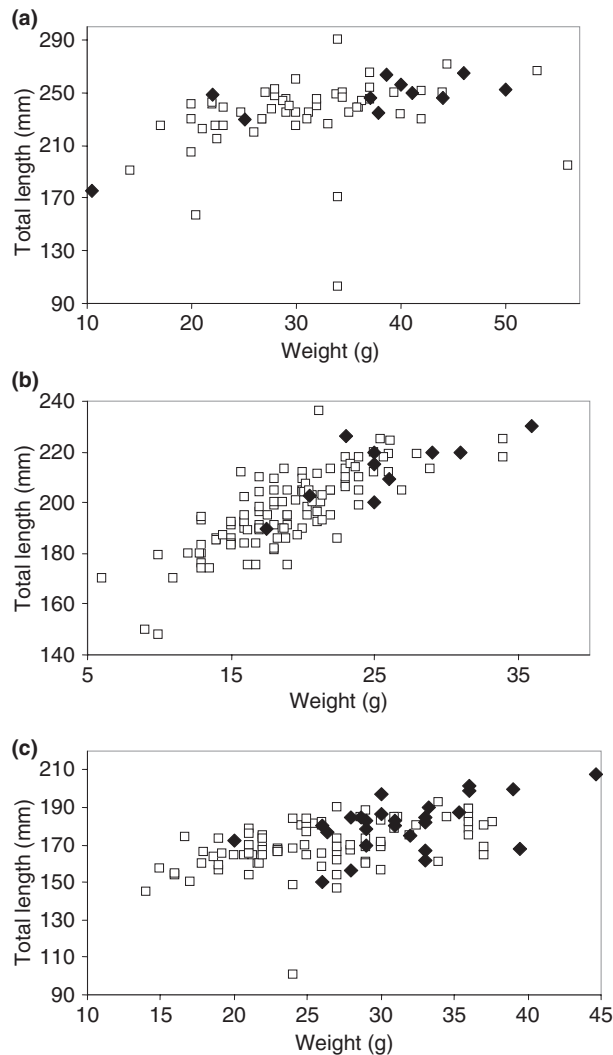 (a)
290
250
210
170
130
90
Total length (mm)
10 20 30 40 50
Weight (g)
(b)
240
220
200
180
160
140
Total length (mm)
5 15 25 35
Weight (g)
(c)
210
190
170
150
130
110
90
Total length (mm)
10 15 20 25 30 35 40 45
Weight (g)